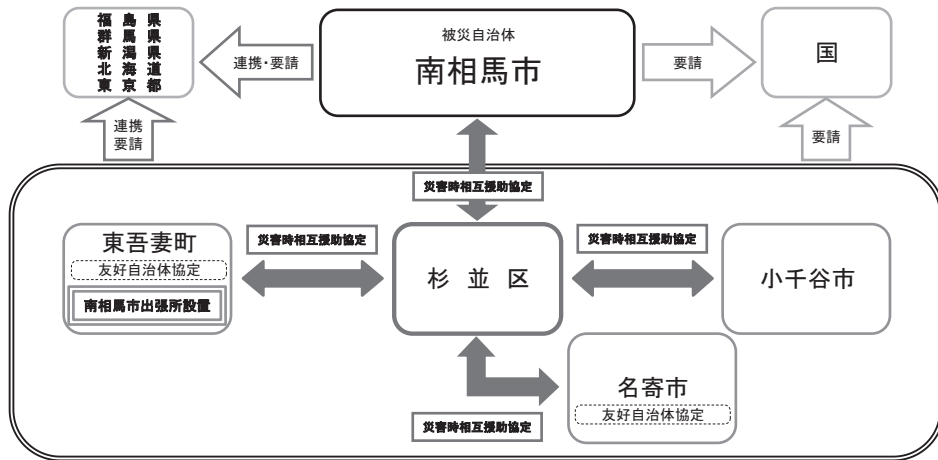 福島県
群馬県
新潟県
北海道
東京都
連携・要請
被災自治体
南相馬市
要請
国
連携
要請
要請
災害時相互援助協定
東吾妻町
友好自治体協定
南相馬市出張所設置
災害時相互援助協定
杉並区
災害時相互援助協定
小千谷市
名寄市
友好自治体協定
災害時相互援助協定